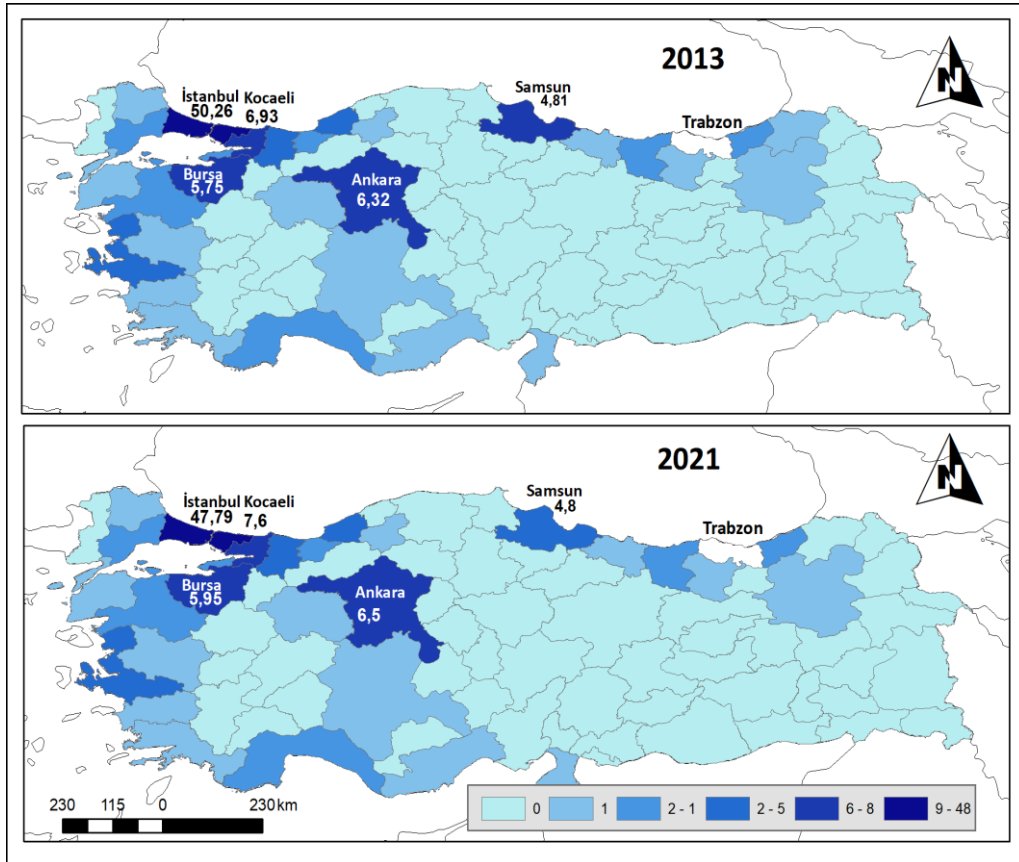 2013
N
İstanbul Kocaeli
50,26 6,93
Samsun
4,81
Trabzon
Bursa
5,75
Ankara
6,32
2021
N
İstanbul Kocaeli
47,79 7,6
Samsun
4,8
Trabzon
Bursa
5,95
Ankara
6,5
230 115 0 230 km
0 1 2 - 1 2 - 5 6 - 8 9 - 48